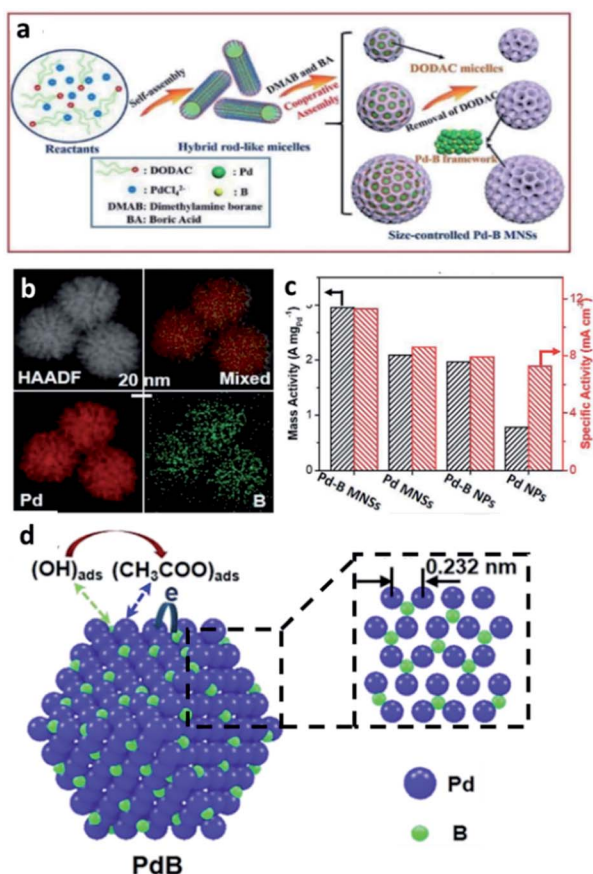 a
Reactants
Self-assembly
Hybrid rod-like micelles
DMAB and BA
Cooperative
Assembly
DODAC micelles
Removal of DODAC
Pd-B framework
Size-controlled Pd-B MNSs
: DODAC
: Pd
: PdCl₄²⁻
: B
DMAB: Dimethylamine borane
BA: Boric Acid
b
HAADF
20 nm
Mixed
Pd
B
c
Mass Activity (A mg_Pd⁻¹)
2
1
0
Specific Activity (mA cm⁻²)
12
8
4
0
Pd-B MNSs
Pd MNSs
Pd-B NPs
Pd NPs
d
(OH)ads (CH₃COO)ads
e
0.232 nm
Pd
B
PdB